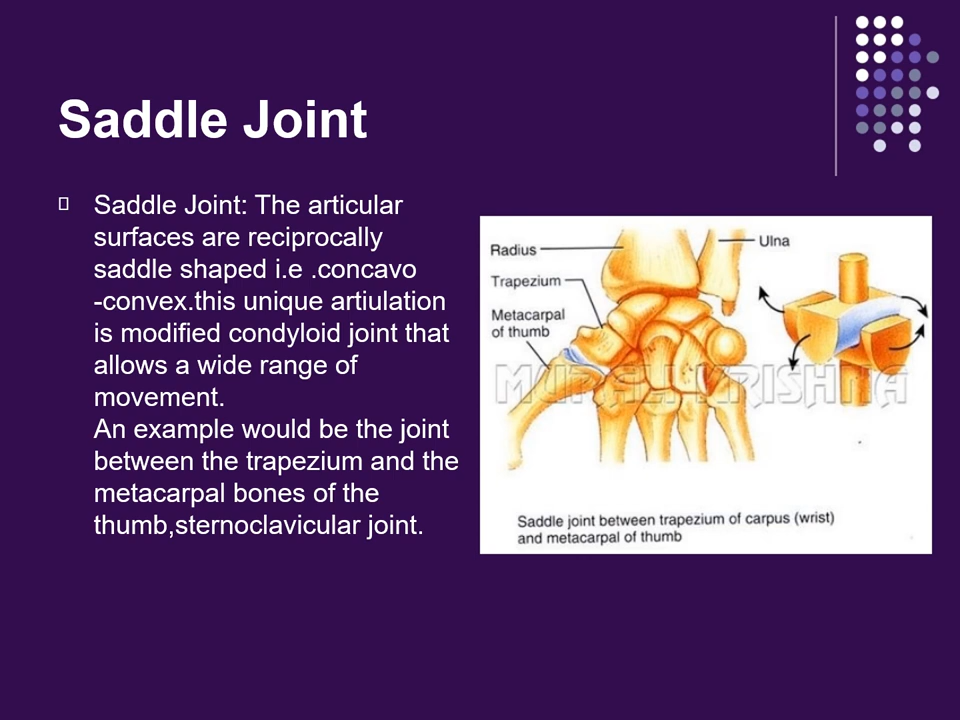 Saddle Joint
Saddle Joint: The articular
surfaces are reciprocally
saddle shaped i.e .concavo
-convex.this unique artiulation
is modified condyloid joint that
allows a wide range of
movement.
An example would be the joint
between the trapezium and the
metacarpal bones of the
thumb,sternoclavicular joint.
Radius
Ulna
Trapezium
Metacarpal
of thumb
MURALI KRISHNA
Saddle joint between trapezium of carpus (wrist)
and metacarpal of thumb